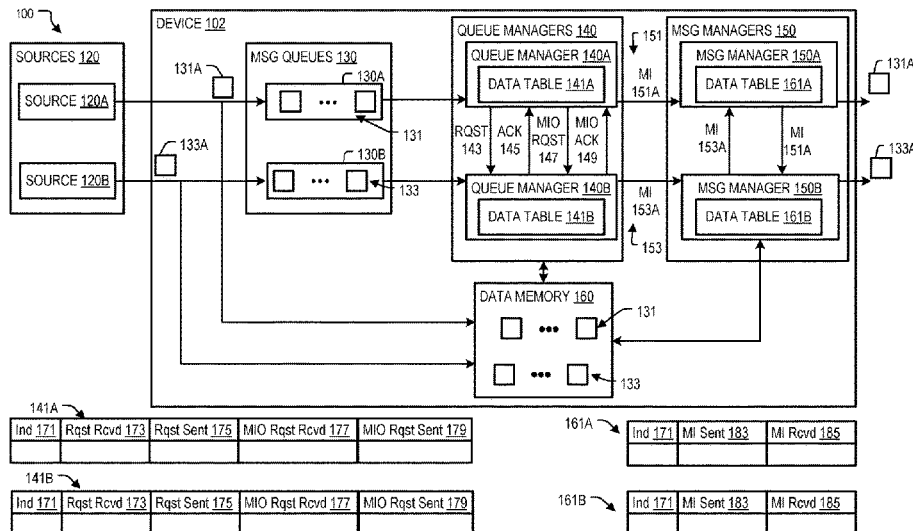 100
DEVICE 102
SOURCES 120
SOURCE 120A
SOURCE 120B
131A
133A
MSG QUEUES 130
130A
131
130B
133
QUEUE MANAGERS 140
QUEUE MANAGER 140A
DATA TABLE 141A
RQST 143
ACK 145
MIO RQST 147
MIO ACK 149
QUEUE MANAGER 140B
DATA TABLE 141B
151
MI 151A
MI 153A
153
MSG MANAGERS 150
MSG MANAGER 150A
DATA TABLE 161A
MI 153A
MI 151A
MSG MANAGER 150B
DATA TABLE 161B
131A
133A
DATA MEMORY 160
131
133
141A
Ind 171 Rqst Rcvd 173 Rqst Sent 175 MIO Rqst Rcvd 177 MIO Rqst Sent 179
141B
Ind 171 Rqst Rcvd 173 Rqst Sent 175 MIO Rqst Rcvd 177 MIO Rqst Sent 179
161A
Ind 171 MI Sent 183 MI Rcvd 185
161B
Ind 171 MI Sent 183 MI Rcvd 185